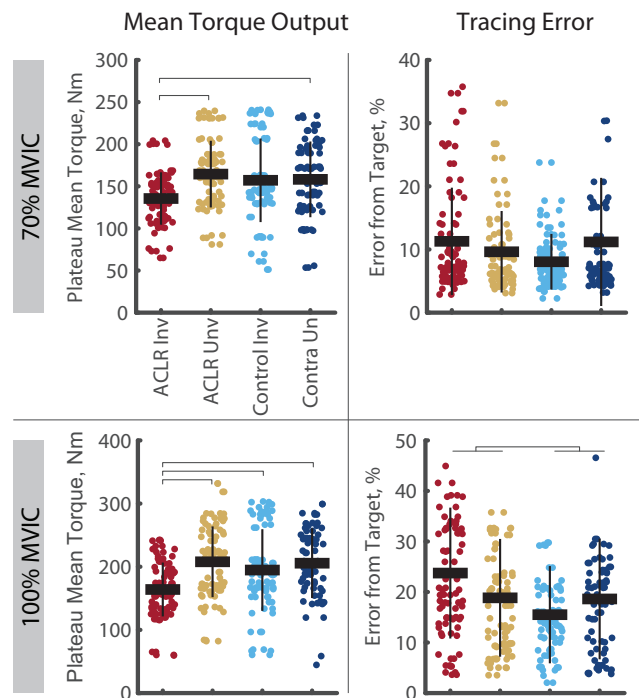 Mean Torque Output
Tracing Error
70% MVIC
Plateau Mean Torque, Nm
300
250
200
150
100
50
0
ACLR Inv
ACLR Unv
Control Inv
Contra Un
Error from Target, %
40
30
20
10
0
100% MVIC
Plateau Mean Torque, Nm
400
300
200
100
0
Error from Target, %
50
40
30
20
10
0